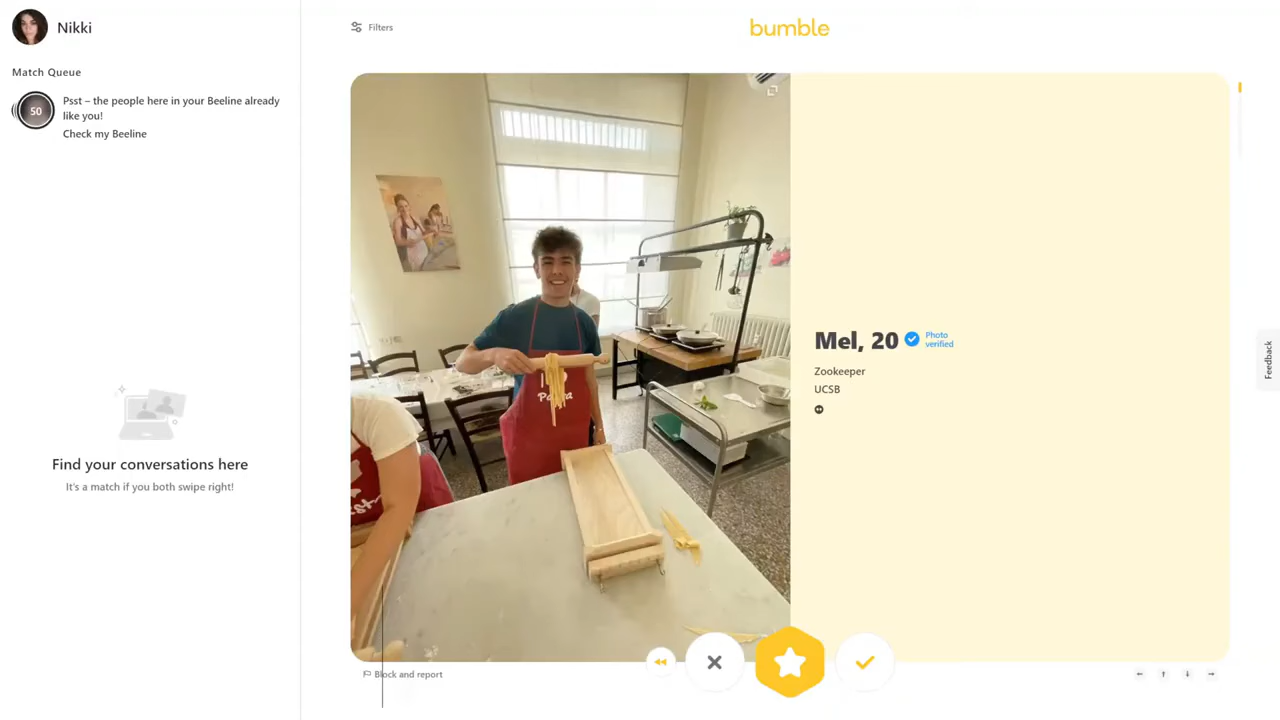 Nikki
Match Queue
50
Psst – the people here in your Beeline already
like you!
Check my Beeline
Find your conversations here
It's a match if you both swipe right!
Filters
bumble
Mel, 20
Photo
verified
Zookeeper
UCSB
Block and report
Feedback